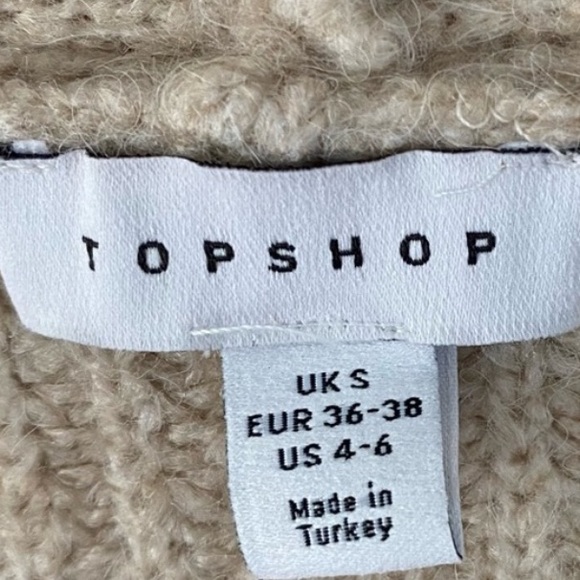 TOPSHOP
UK S
EUR 36-38
US 4-6
Made in
Turkey